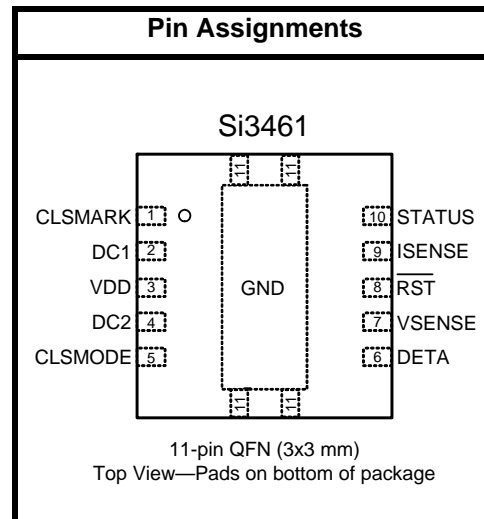 Pin Assignments
Si3461
11 11
CLSMARK 1 10 STATUS
DC1 2 9 ISENSE
VDD 3 GND 8 RST
DC2 4 7 VSENSE
CLSMODE 5 6 DETA
11 11
11-pin QFN (3x3 mm)
Top View—Pads on bottom of package